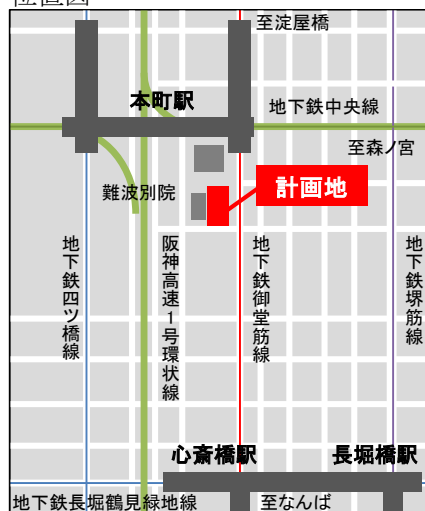 位置図
至淀屋橋
本町駅
地下鉄中央線
至森ノ宮
難波別院
計画地
地下鉄四ツ橋線
阪神高速1号環状線
地下鉄御堂筋線
地下鉄堺筋線
心斎橋駅
長堀橋駅
地下鉄長堀鶴見緑地線
至なんば